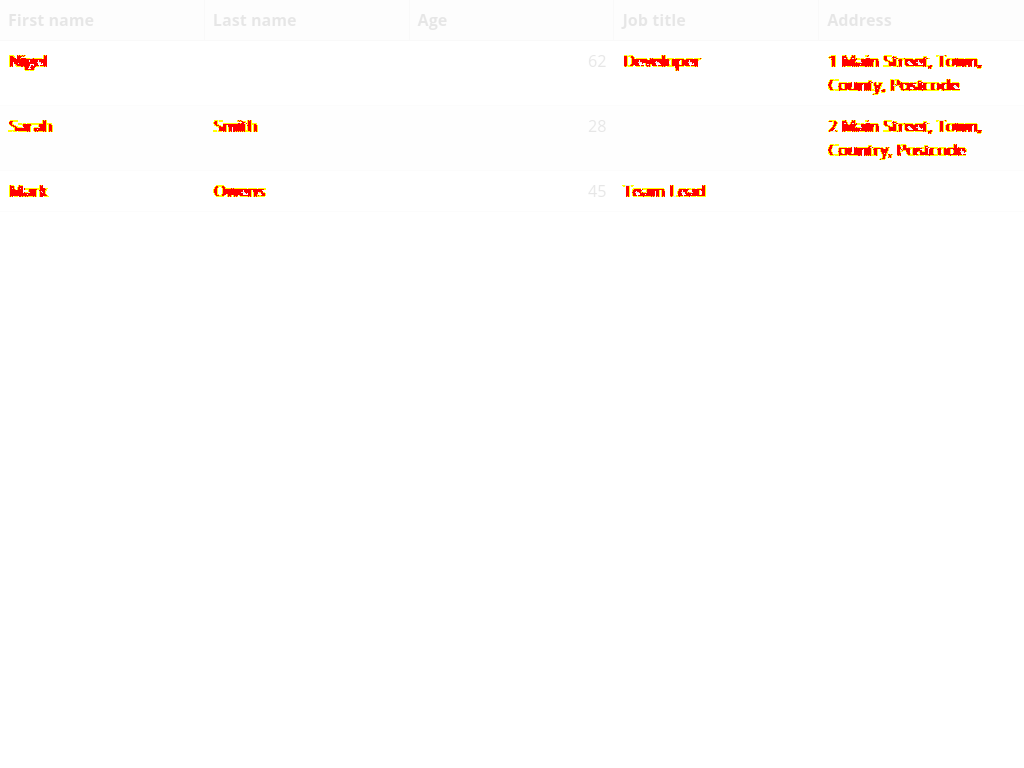 First name Last name Age Job title Address
Nigel 62 Developer 1 Main Street, Town,
County, Postcode
Sarah Smith 28 2 Main Street, Town,
Country, Postcode
Mark Owens 45 Team Lead